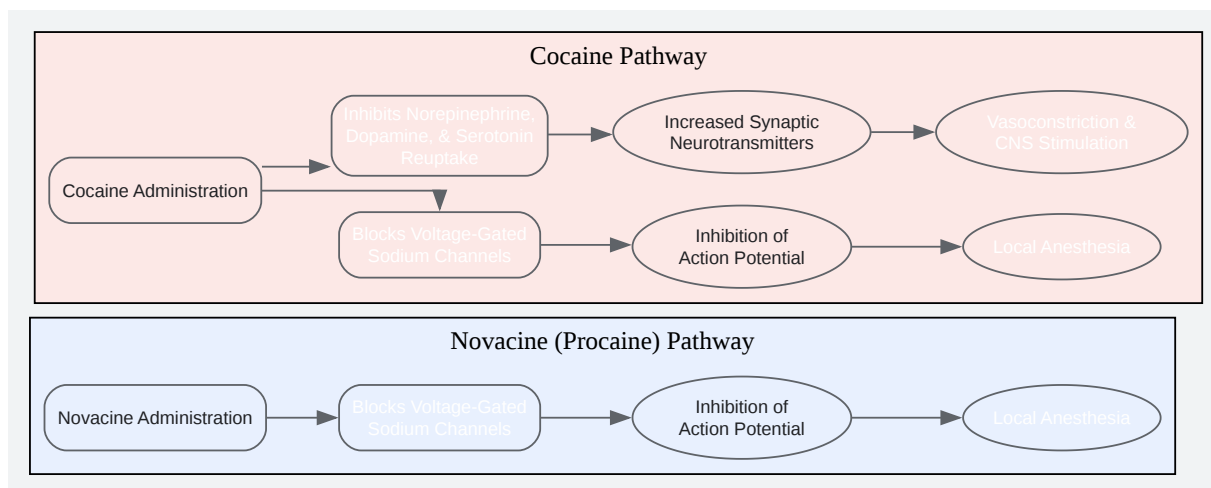 Cocaine Pathway
Inhibits Norepinephrine,
Dopamine, & Serotonin
Reuptake
Increased Synaptic
Neurotransmitters
Vasoconstriction &
CNS Stimulation
Cocaine Administration
Blocks Voltage-Gated
Sodium Channels
Inhibition of
Action Potential
Local Anesthesia
Novacine (Procaine) Pathway
Novacine Administration
Blocks Voltage-Gated
Sodium Channels
Inhibition of
Action Potential
Local Anesthesia